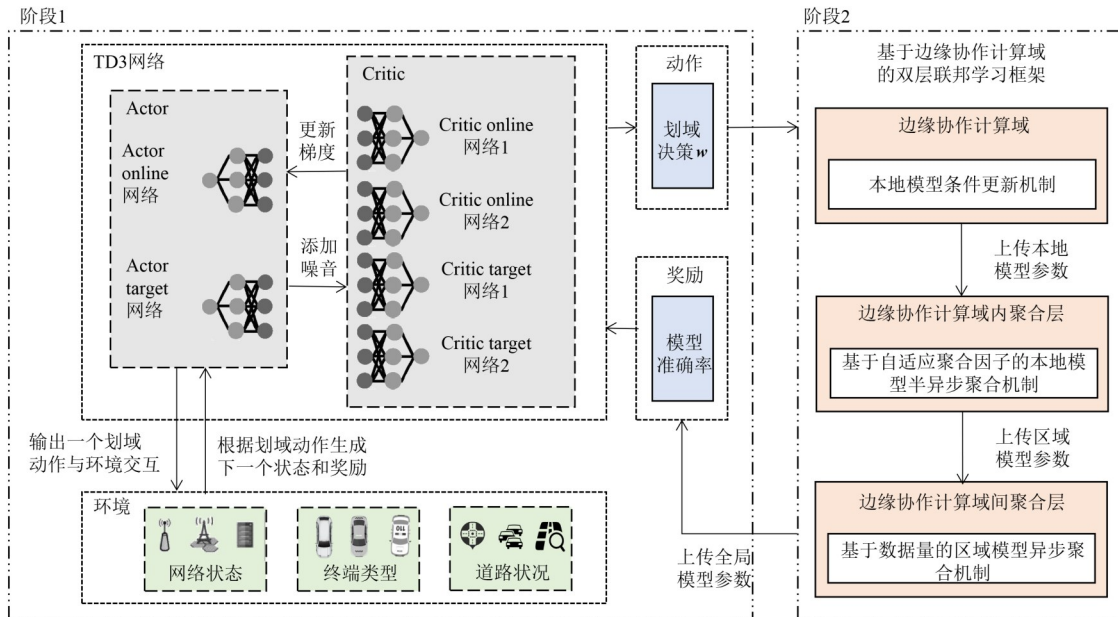 阶段1
TD3网络
Actor
Actor
online
网络
Actor
target
网络
更新
梯度
添加
噪音
Critic
Critic online
网络1
Critic online
网络2
Critic target
网络1
Critic target
网络2
动作
划域
决策w
奖励
模型
准确率
输出一个划域
动作与环境交互
根据划域动作生成
下一个状态和奖励
环境
网络状态
终端类型
道路状况
上传全局
模型参数
阶段2
基于边缘协作计算域
的双层联邦学习框架
边缘协作计算域
本地模型条件更新机制
上传本地
模型参数
边缘协作计算域内聚合层
基于自适应聚合因子的本地模
型半异步聚合机制
上传区域
模型参数
边缘协作计算域间聚合层
基于数据量的区域模型异步聚
合机制